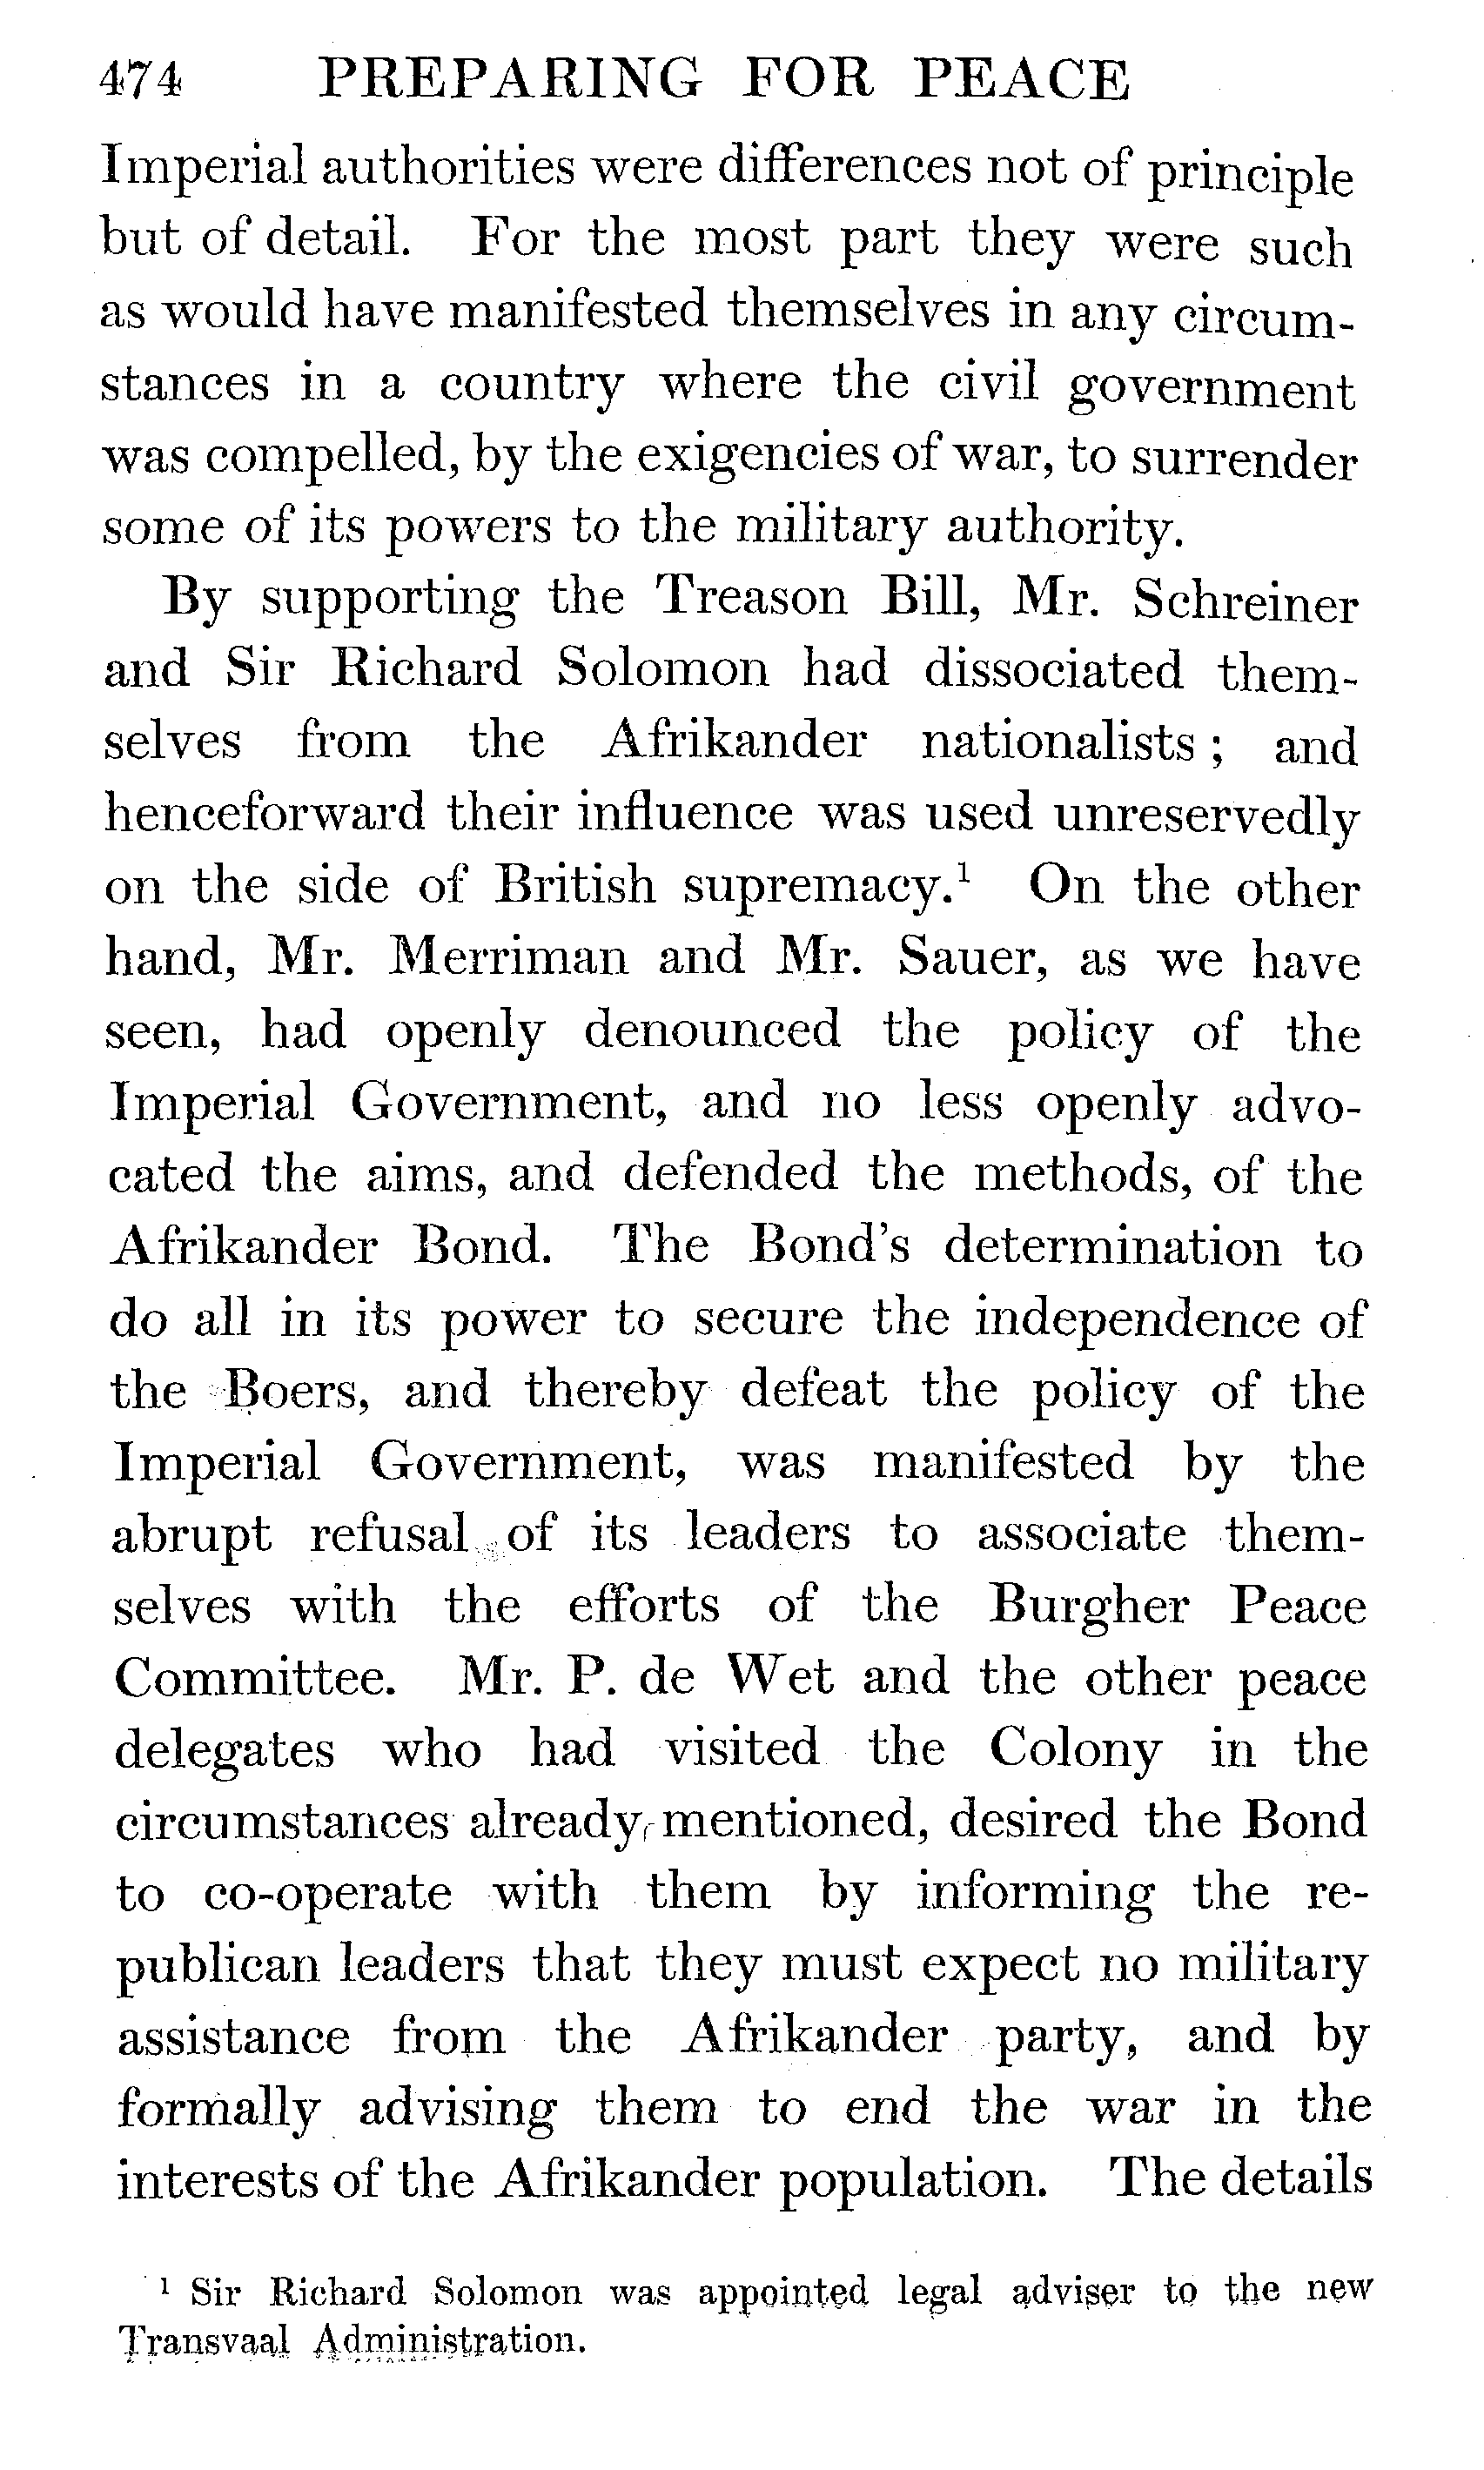 474 PREPARING FOR PEACE
Imperial authorities were differences not of principle
but of detail. For the most part they were such
as would have manifested themselves in any circum-
stances in a country where the civil government
was compelled, by the exigencies of war, to surrender
some of its powers to the military authority.
By supporting the Treason Bill, Mr. Schreiner
and Sir Richard Solomon had dissociated them-
selves from the Afrikander nationalists ; and
henceforward their influence was used unreservedly
on the side of British supremacy.¹ On the other
hand, Mr. Merriman and Mr. Sauer, as we have
seen, had openly denounced the policy of the
Imperial Government, and no less openly advo-
cated the aims, and defended the methods, of the
Afrikander Bond. The Bond's determination to
do all in its power to secure the independence of
the Boers, and thereby defeat the policy of the
Imperial Government, was manifested by the
abrupt refusal of its leaders to associate them-
selves with the efforts of the Burgher Peace
Committee. Mr. P. de Wet and the other peace
delegates who had visited the Colony in the
circumstances already mentioned, desired the Bond
to co-operate with them by informing the re-
publican leaders that they must expect no military
assistance from the Afrikander party, and by
formally advising them to end the war in the
interests of the Afrikander population. The details
¹ Sir Richard Solomon was appointed legal adviser to the new
Transvaal Administration.